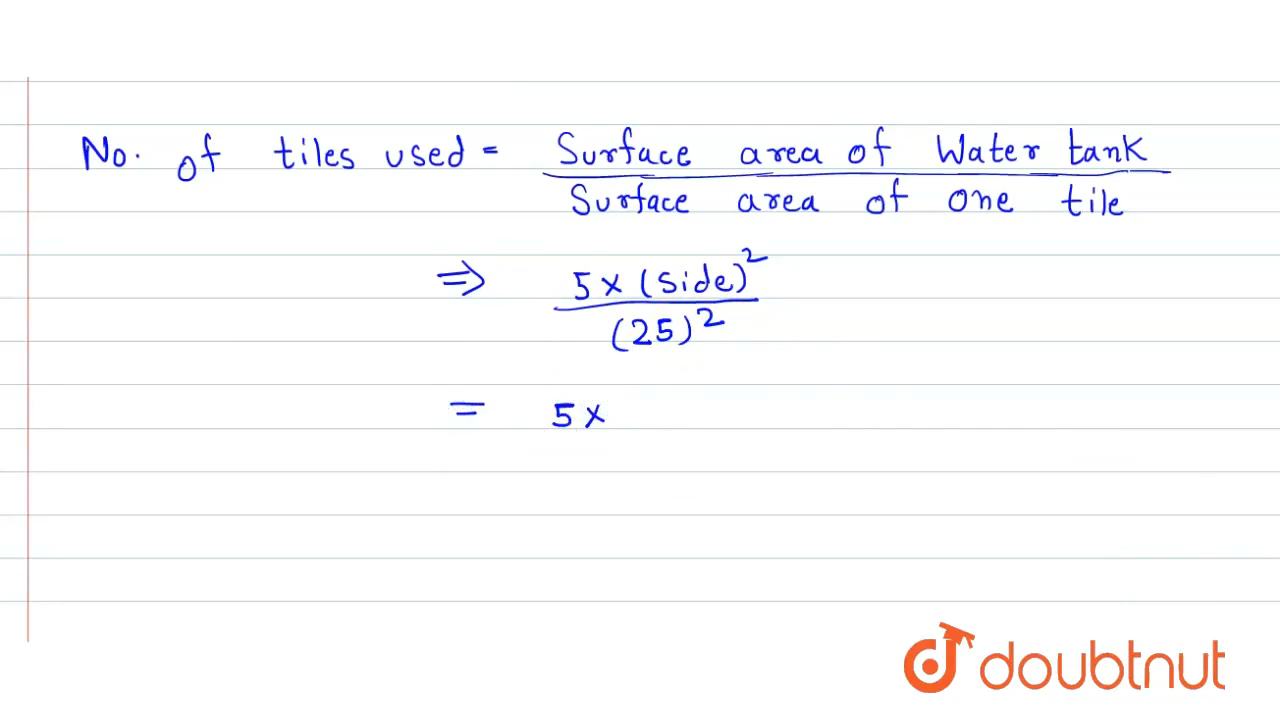 No. of tiles used = Surface area of Water tank
Surface area of one tile
⇒ 5 x (Side)²
(25)²
= 5 x
doubtnut